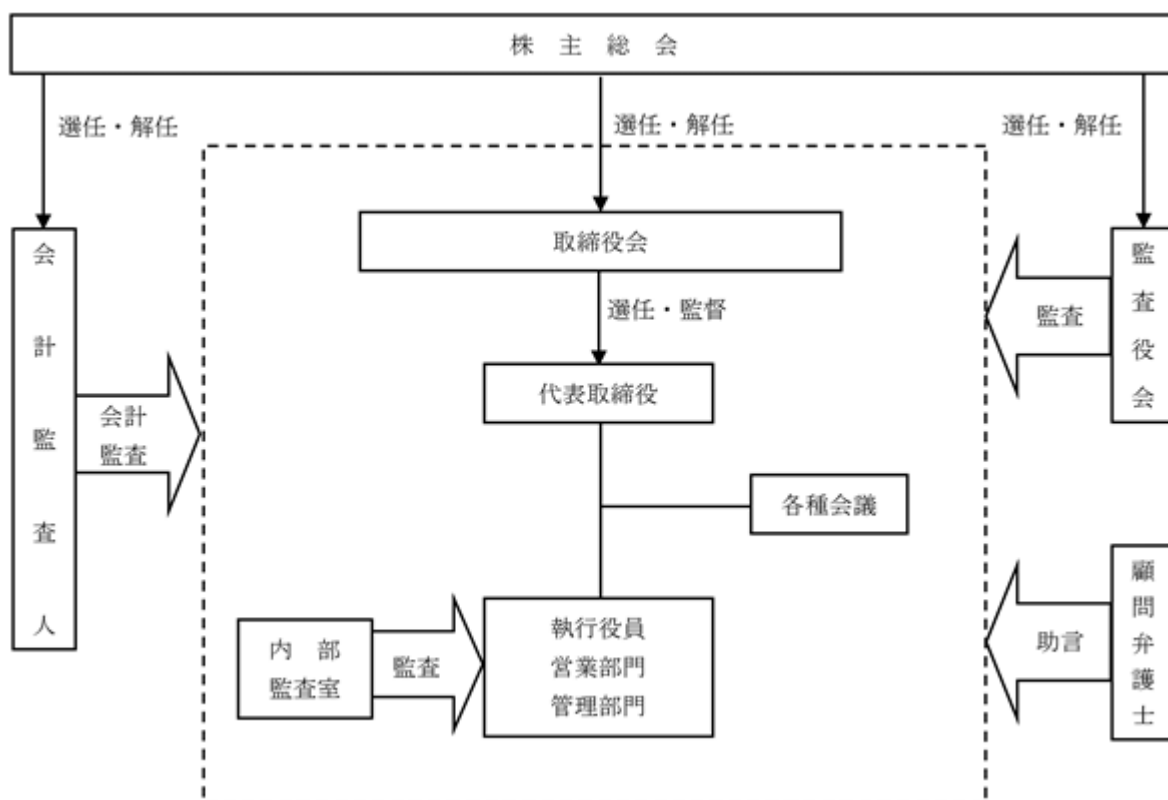 株主総会
選任・解任
選任・解任
選任・解任
取締役会
選任・監督
代表取締役
各種会議
会計監査人
会計
監査
監査役会
監査
内部
監査室
監査
執行役員
営業部門
管理部門
顧問弁護士
助言